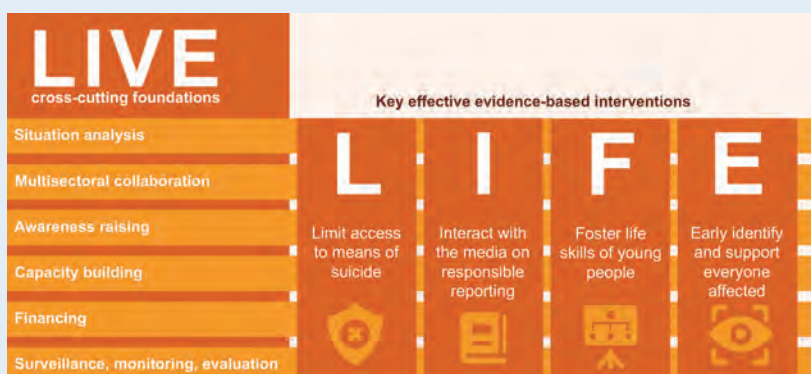 LIVE
cross-cutting foundations
Key effective evidence-based interventions
Situation analysis
Multisectoral collaboration
Awareness raising
Capacity building
Financing
Surveillance, monitoring, evaluation
L
Limit access
to means of
suicide
I
Interact with
the media on
responsible
reporting
F
Foster life
skills of young
people
E
Early identify
and support
everyone
affected